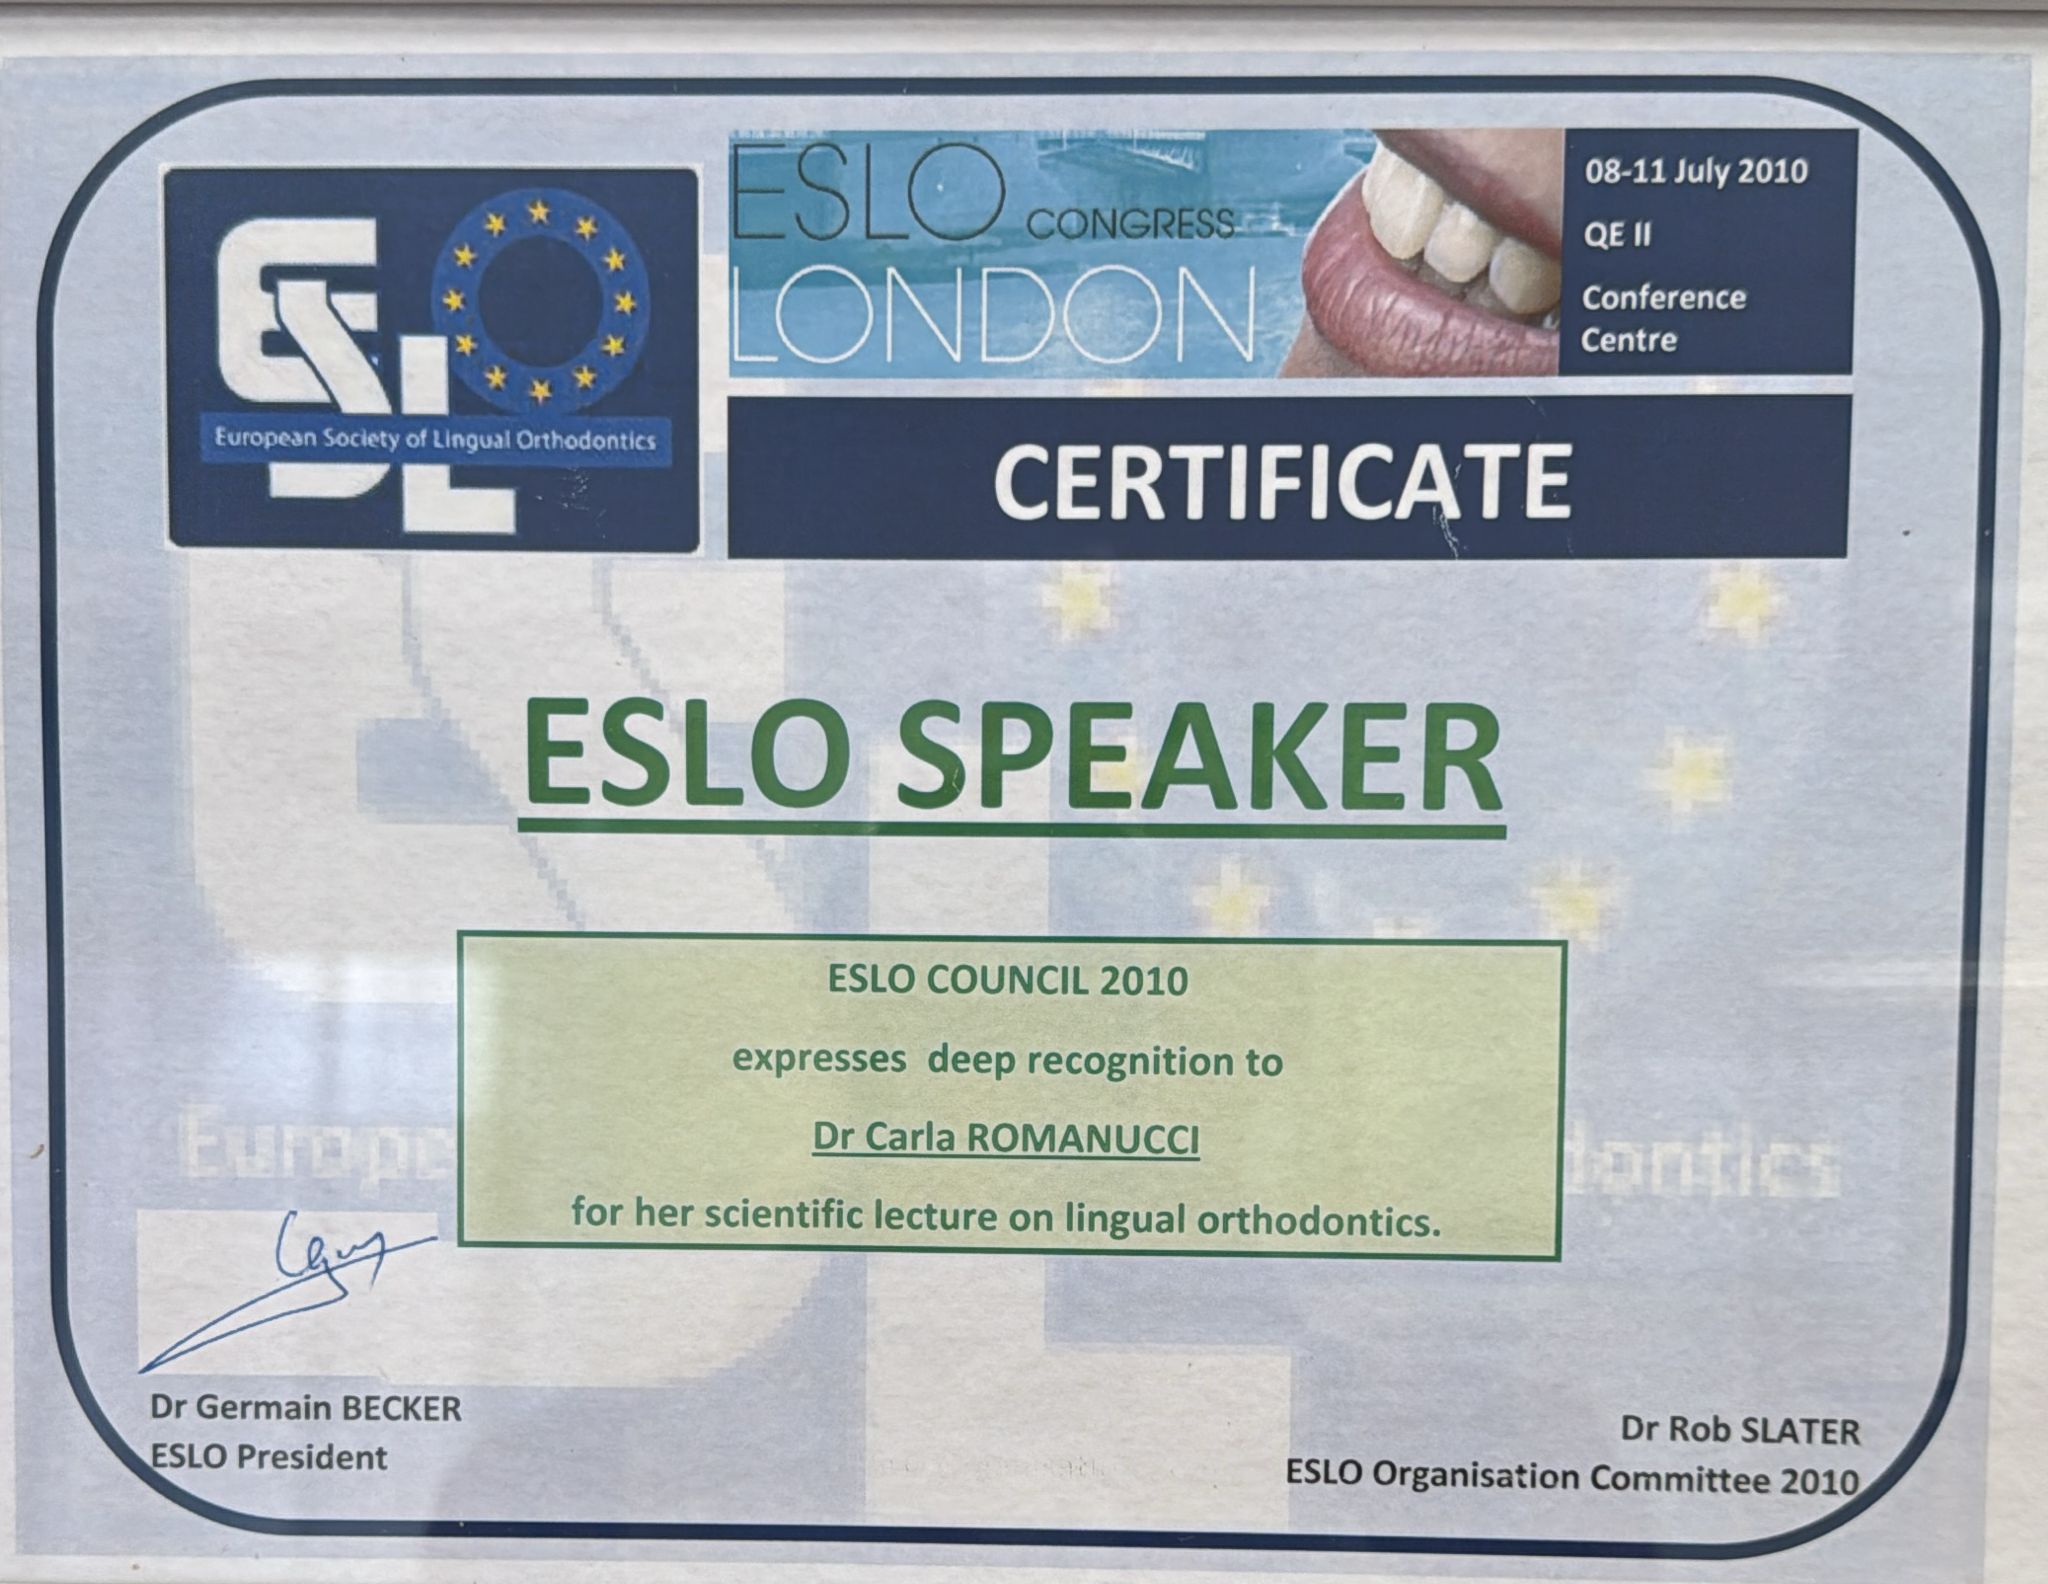 ESLO
European Society of Lingual Orthodontics
ESLO CONGRESS
LONDON
08-11 July 2010
QE II
Conference
Centre
CERTIFICATE
ESLO SPEAKER
ESLO COUNCIL 2010
expresses deep recognition to
Dr Carla ROMANUCCI
for her scientific lecture on lingual orthodontics.
Dr Germain BECKER
ESLO President
Dr Rob SLATER
ESLO Organisation Committee 2010